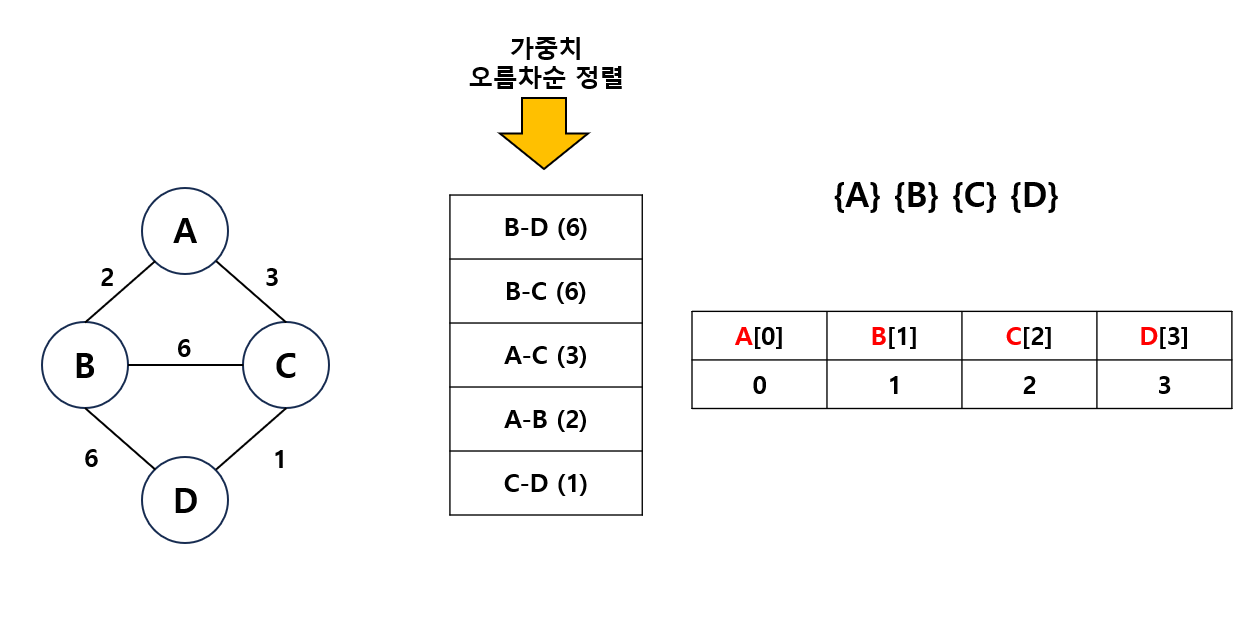 가중치
오름차순 정렬
A
2
3
B
6
C
6
1
D
B-D (6)
B-C (6)
A-C (3)
A-B (2)
C-D (1)
{A} {B} {C} {D}
A[0] B[1] C[2] D[3]
0 1 2 3